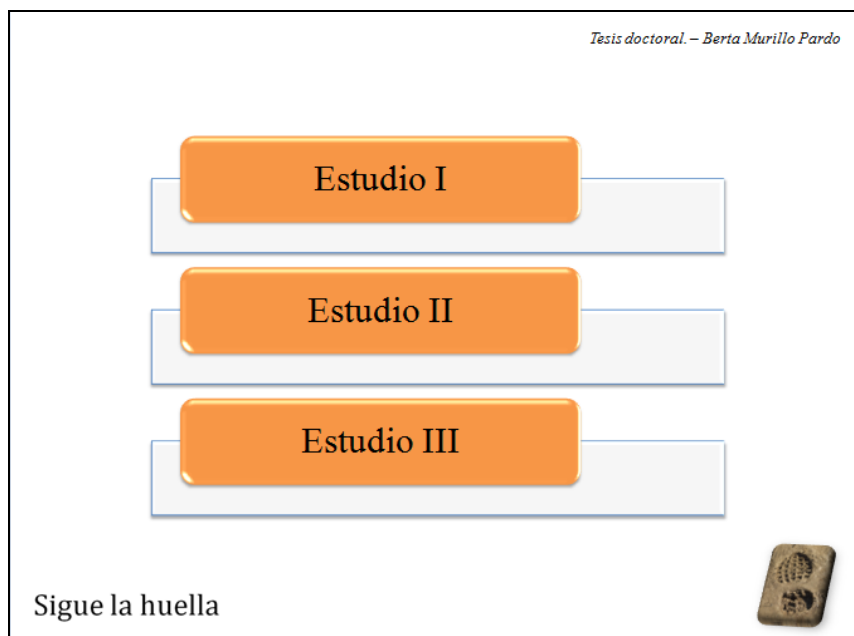 Tesis doctoral. – Berta Murillo Pardo
Estudio I
Estudio II
Estudio III
Sigue la huella